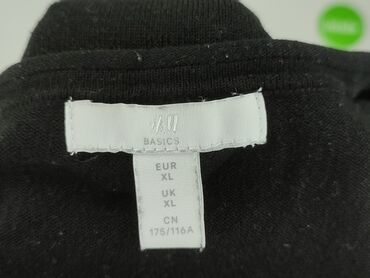 H&M
BASICS
EUR
XL
UK
XL
CN
175/116A